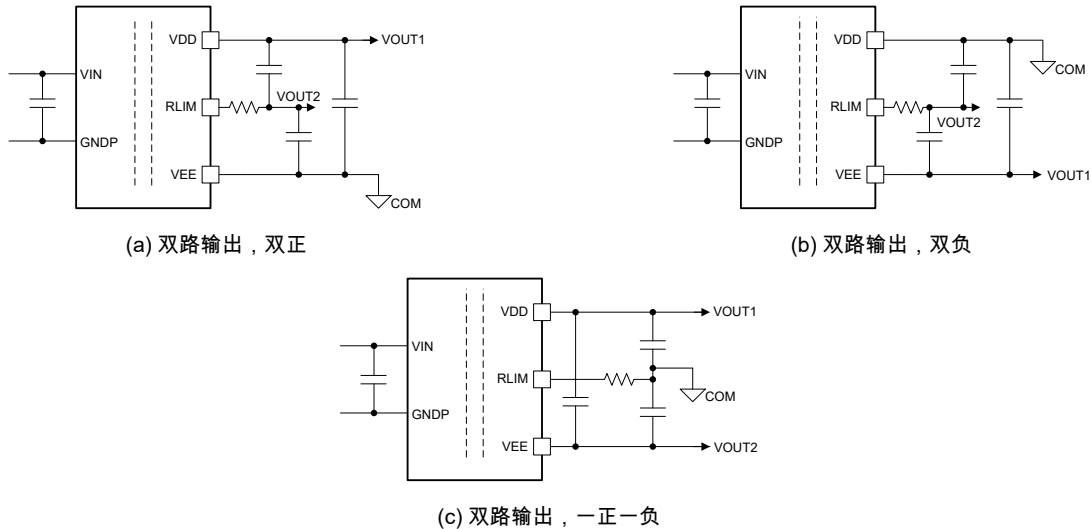 VDD
VOUT1
VIN
RLIM
VOUT2
GNDP
VEE
COM
(a) 双路输出，双正
VDD
COM
VIN
RLIM
VOUT2
GNDP
VEE
VOUT1
(b) 双路输出，双负
VDD
VOUT1
VIN
RLIM
COM
GNDP
VEE
VOUT2
(c) 双路输出，一正一负